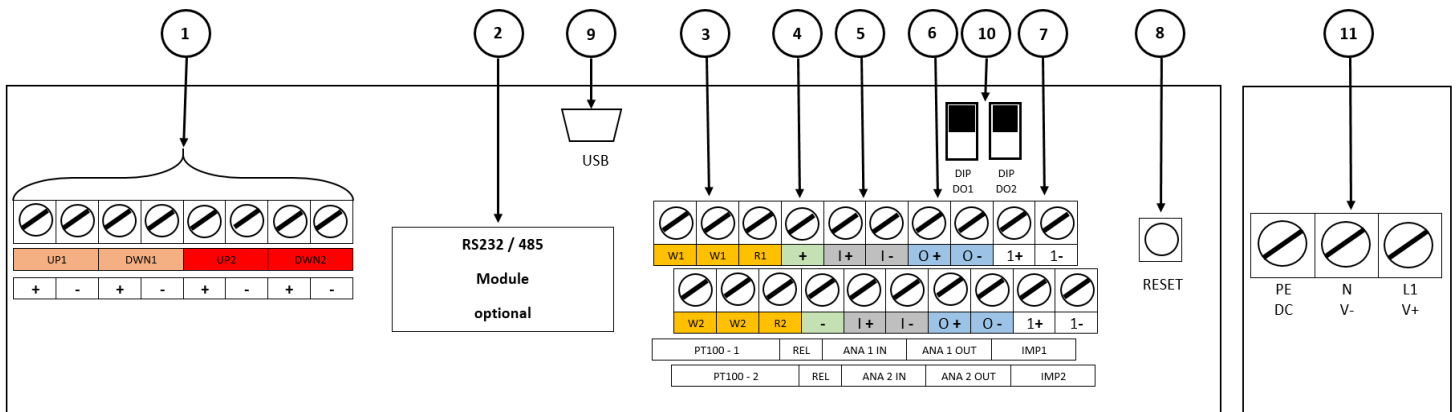 1 2 9 3 4 5 6 10 7 8 11
USB
DIP DIP
DO1 DO2
RS232 / 485
Module
optional
UP1 DWN1 UP2 DWN2
+ - + - + - + -
W1 W1 R1 + I + I - O + O - 1+ 1-
W2 W2 R2 - I + I - O + O - 1+ 1-
PT100 - 1 REL ANA 1 IN ANA 1 OUT IMP1
PT100 - 2 REL ANA 2 IN ANA 2 OUT IMP2
RESET
PE N L1
DC V- V+